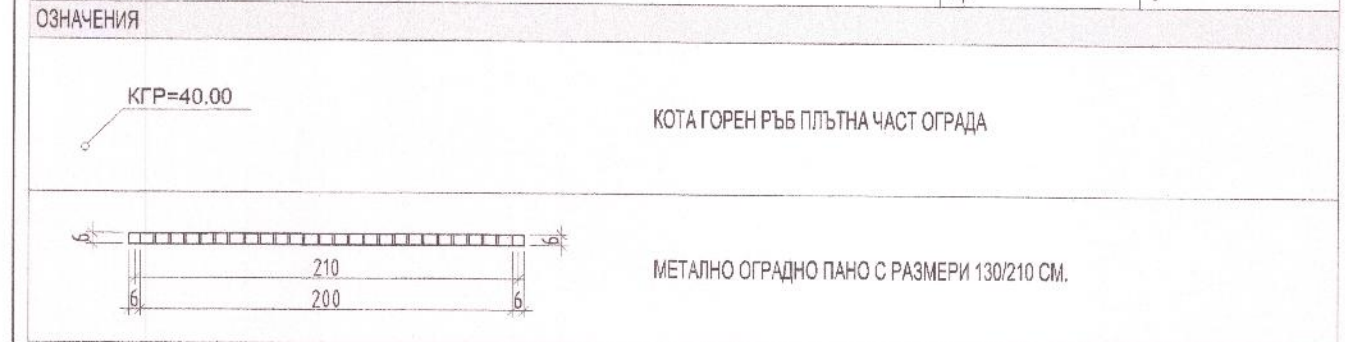 ОЗНАЧЕНИЯ
КГР=40.00
КОТА ГОРЕН РЪБ ПЛЪТНА ЧАСТ ОГРАДА
6 6
МЕТАЛНО ОГРАДНО ПАНО С РАЗМЕРИ 130/210 СМ.
210
6 200 6